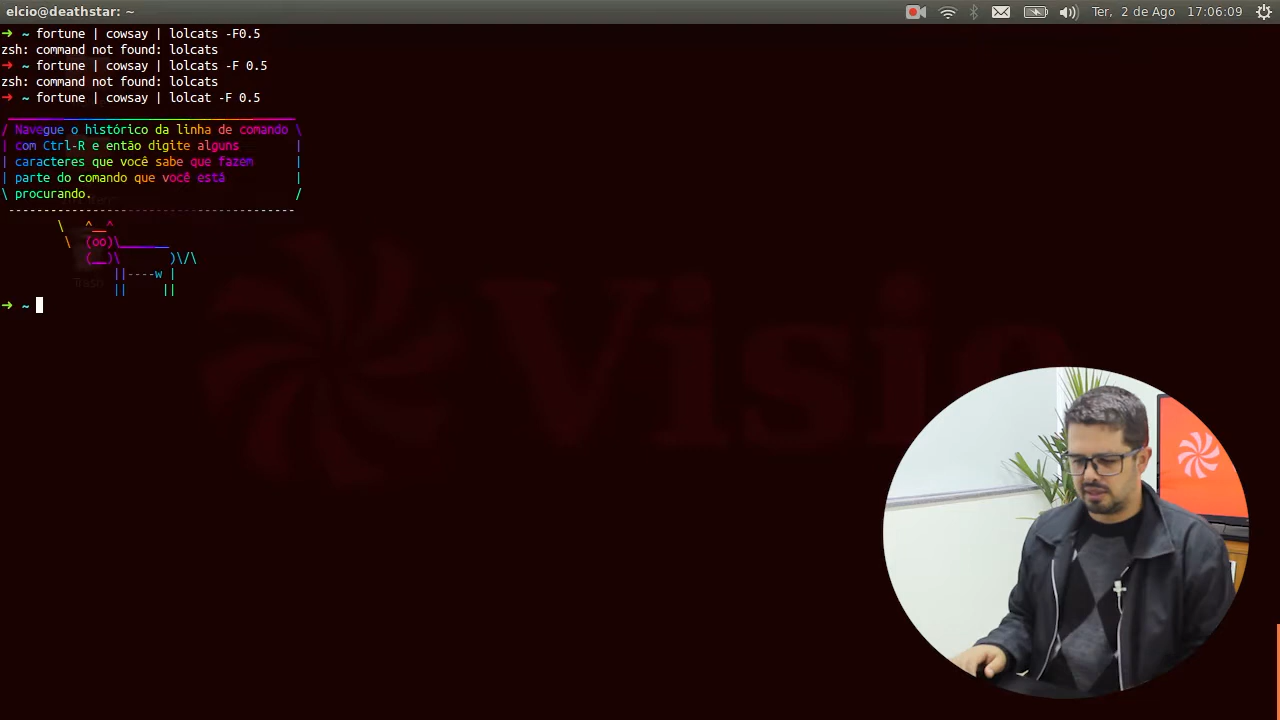 elcio@deathstar: ~
Ter, 2 de Ago 17:06:09
➜ ~ fortune | cowsay | lolcats -F0.5
zsh: command not found: lolcats
➜ ~ fortune | cowsay | lolcats -F 0.5
zsh: command not found: lolcats
➜ ~ fortune | cowsay | lolcat -F 0.5
 _________________________________________
/ Navegue o histórico da linha de comando \
| com Ctrl-R e então digite alguns        |
| caracteres que você sabe que fazem      |
| parte do comando que você está          |
\ procurando.                             /
 -----------------------------------------
        \   ^__^
         \  (oo)\_______
            (__)\       )\/\
                ||----w |
                ||     ||
Trash
➜ ~
Visio